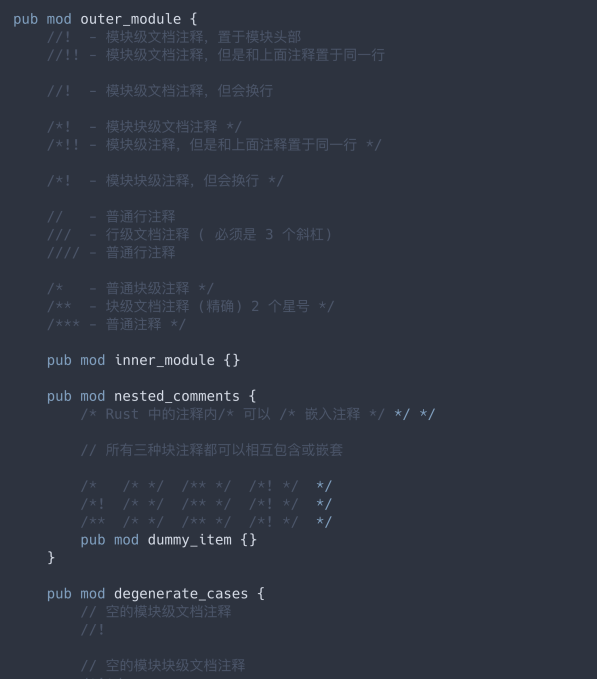 pub mod outer_module {
//!  - 模块级文档注释，置于模块头部
//!! - 模块级文档注释，但是和上面注释置于同一行
//!  - 模块级文档注释，但会换行
/*!  - 模块块级文档注释 */
/*!! - 模块级注释，但是和上面注释置于同一行 */
/*!  - 模块块级注释，但会换行 */
//   - 普通行注释
///  - 行级文档注释 ( 必须是 3 个斜杠)
//// - 普通行注释
/*   - 普通块级注释 */
/**  - 块级文档注释 (精确) 2 个星号 */
/*** - 普通注释 */
pub mod inner_module {}
pub mod nested_comments {
/* Rust 中的注释内/* 可以 /* 嵌入注释 */ */ */
// 所有三种块注释都可以相互包含或嵌套
/*   /* */  /** */  /*! */  */
/*!  /* */  /** */  /*! */  */
/**  /* */  /** */  /*! */  */
pub mod dummy_item {}
}
pub mod degenerate_cases {
// 空的模块级文档注释
//!
// 空的模块块级文档注释